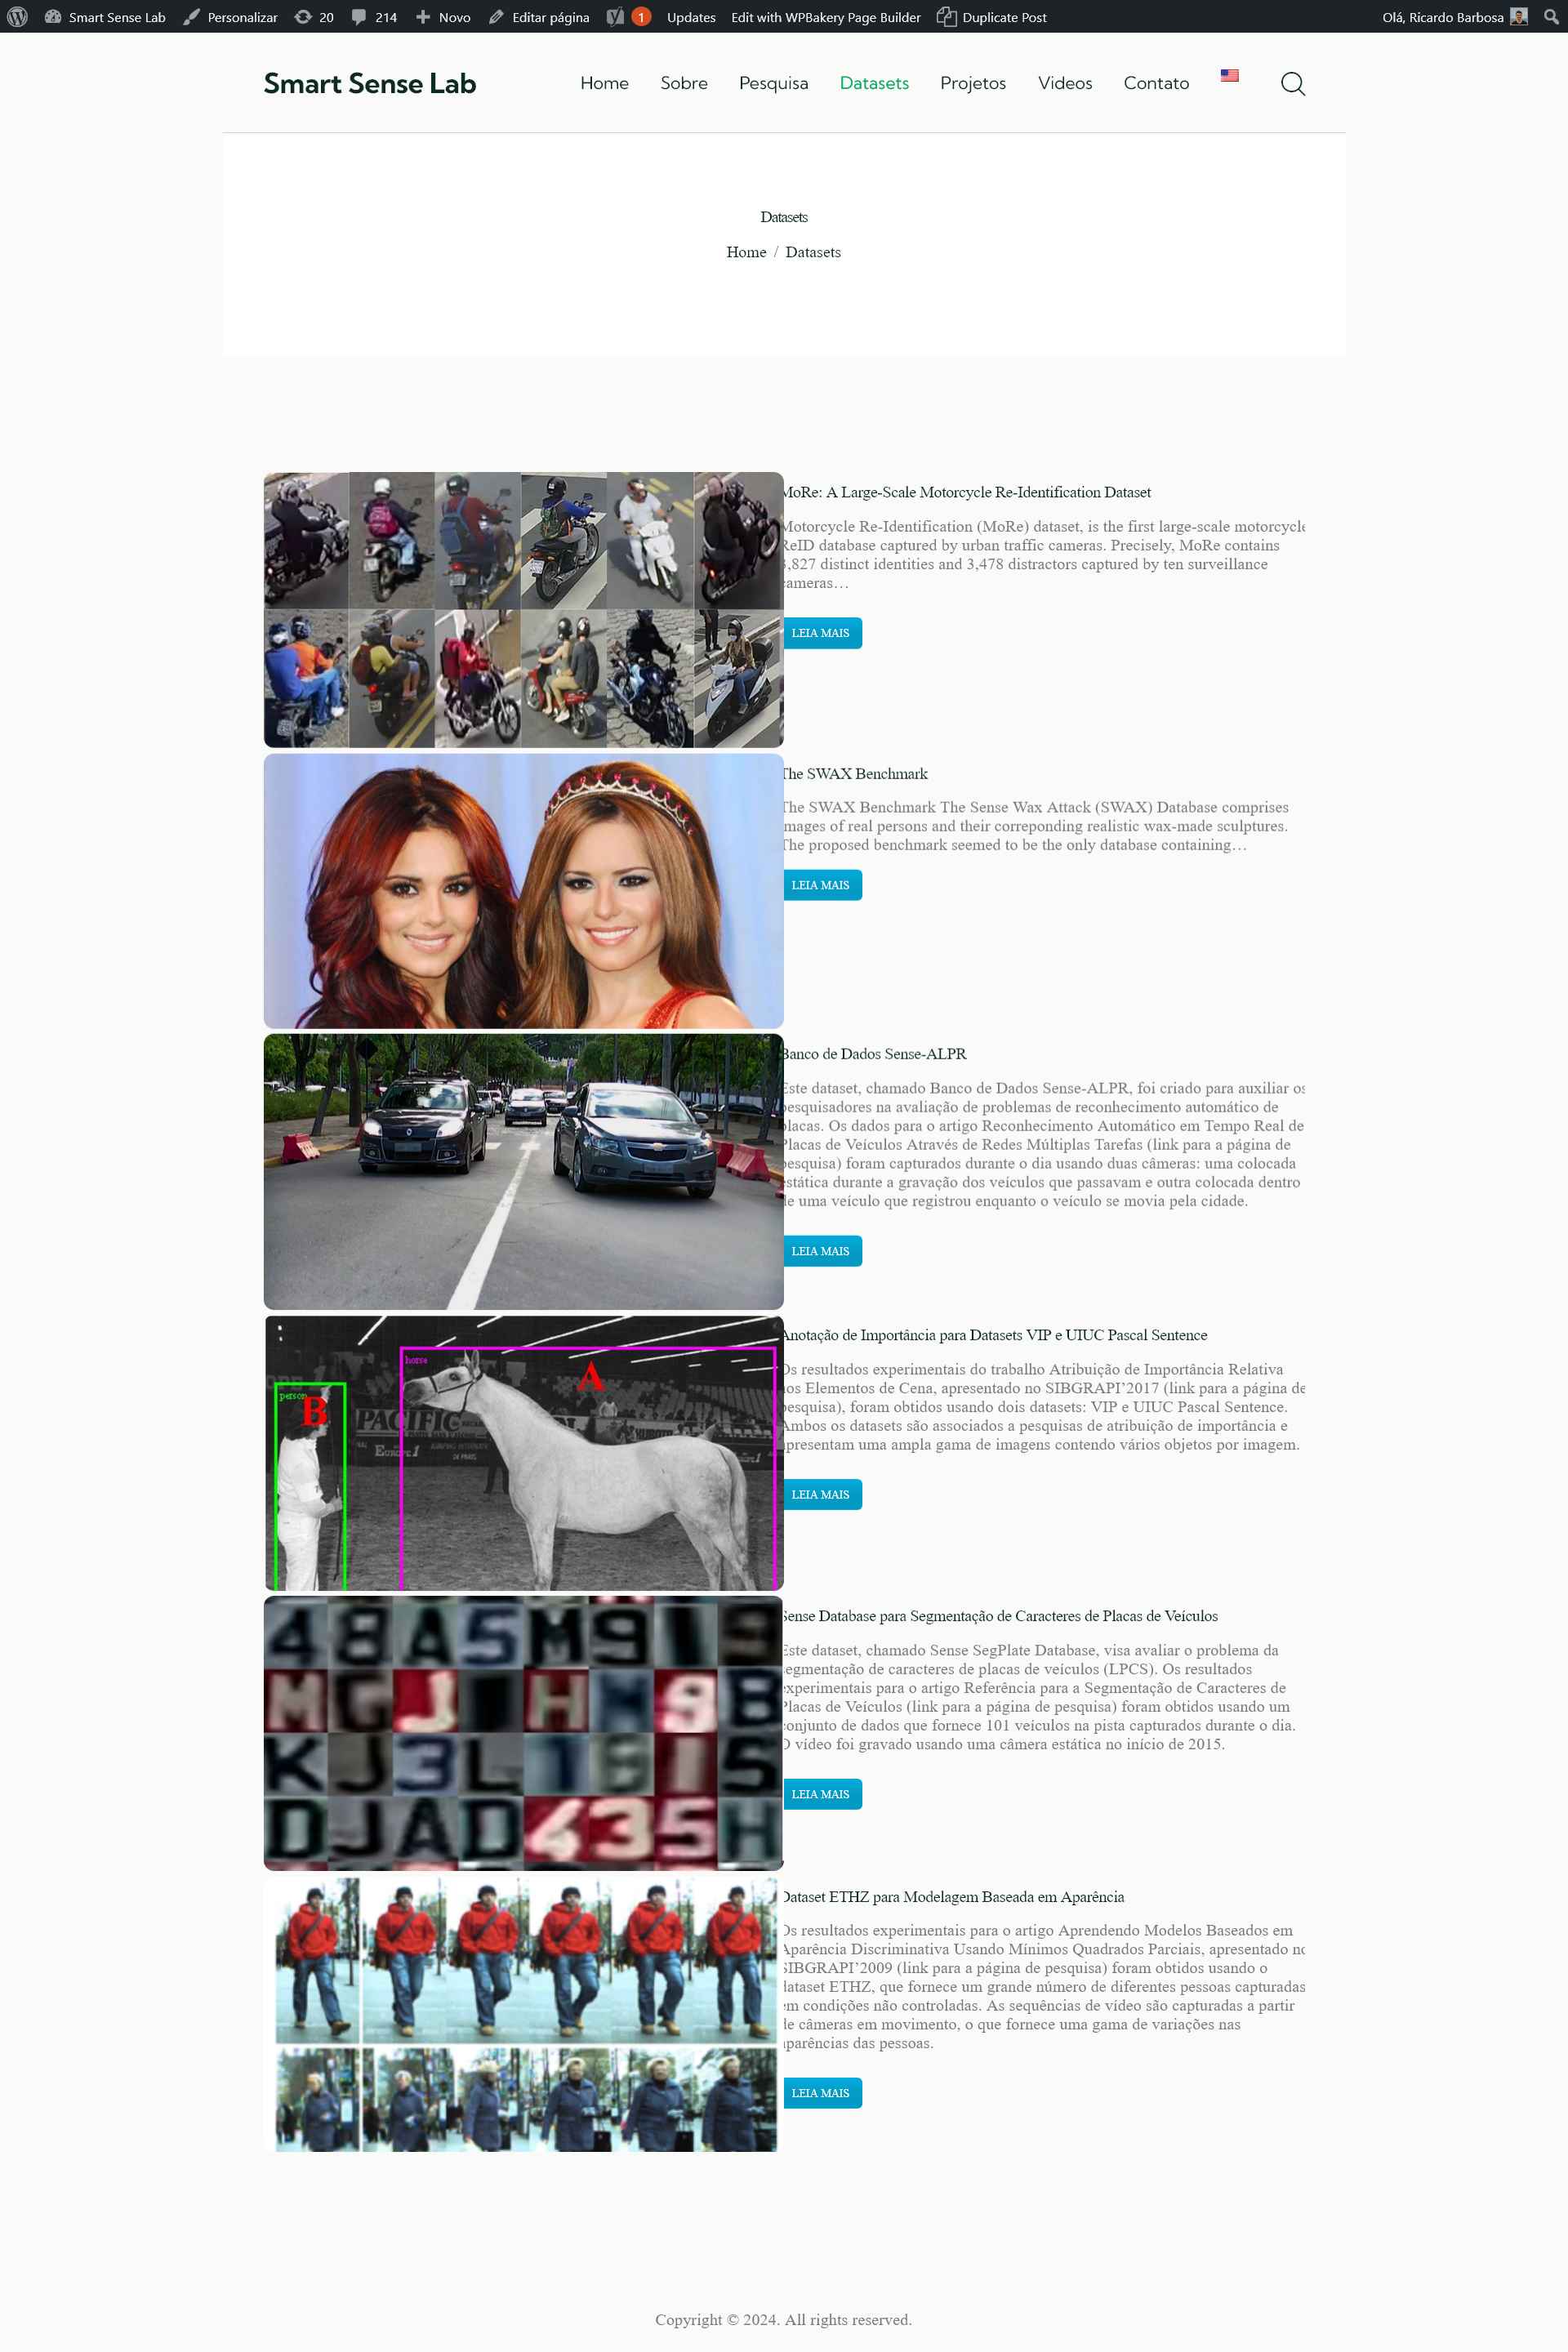 Smart Sense Lab Personalizar 20 214 Novo Editar página 1 Updates Edit with WPBakery Page Builder Duplicate Post Olá, Ricardo Barbosa
Smart Sense Lab Home Sobre Pesquisa Datasets Projetos Videos Contato
Datasets
Home / Datasets
MoRe: A Large-Scale Motorcycle Re-Identification Dataset
Motorcycle Re-Identification (MoRe) dataset, is the first large-scale motorcycle
ReID database captured by urban traffic cameras. Precisely, MoRe contains
3,827 distinct identities and 3,478 distractors captured by ten surveillance
cameras…
LEIA MAIS
The SWAX Benchmark
The SWAX Benchmark The Sense Wax Attack (SWAX) Database comprises
images of real persons and their correponding realistic wax-made sculptures.
The proposed benchmark seemed to be the only database containing…
LEIA MAIS
Banco de Dados Sense-ALPR
Este dataset, chamado Banco de Dados Sense-ALPR, foi criado para auxiliar os
pesquisadores na avaliação de problemas de reconhecimento automático de
placas. Os dados para o artigo Reconhecimento Automático em Tempo Real de
Placas de Veículos Através de Redes Múltiplas Tarefas (link para a página de
pesquisa) foram capturados durante o dia usando duas câmeras: uma colocada
estática durante a gravação dos veículos que passavam e outra colocada dentro
de uma veículo que registrou enquanto o veículo se movia pela cidade.
LEIA MAIS
horse
A
person
B
PACIFIC
EUROPE 1
Anotação de Importância para Datasets VIP e UIUC Pascal Sentence
Os resultados experimentais do trabalho Atribuição de Importância Relativa
aos Elementos de Cena, apresentado no SIBGRAPI’2017 (link para a página de
pesquisa), foram obtidos usando dois datasets: VIP e UIUC Pascal Sentence.
Ambos os datasets são associados a pesquisas de atribuição de importância e
apresentam uma ampla gama de imagens contendo vários objetos por imagem.
LEIA MAIS
4 8 A 5 M 9 1 9
M J H 9 8
K J 3 L 1 5
D J A D 4 3 5 H
Sense Database para Segmentação de Caracteres de Placas de Veículos
Este dataset, chamado Sense SegPlate Database, visa avaliar o problema da
segmentação de caracteres de placas de veículos (LPCS). Os resultados
experimentais para o artigo Referência para a Segmentação de Caracteres de
Placas de Veículos (link para a página de pesquisa) foram obtidos usando um
conjunto de dados que fornece 101 veículos na pista capturados durante o dia.
O vídeo foi gravado usando uma câmera estática no início de 2015.
LEIA MAIS
Dataset ETHZ para Modelagem Baseada em Aparência
Os resultados experimentais para o artigo Aprendendo Modelos Baseados em
Aparência Discriminativa Usando Mínimos Quadrados Parciais, apresentado no
SIBGRAPI’2009 (link para a página de pesquisa) foram obtidos usando o
dataset ETHZ, que fornece um grande número de diferentes pessoas capturadas
em condições não controladas. As sequências de vídeo são capturadas a partir
de câmeras em movimento, o que fornece uma gama de variações nas
aparências das pessoas.
LEIA MAIS
Copyright © 2024. All rights reserved.